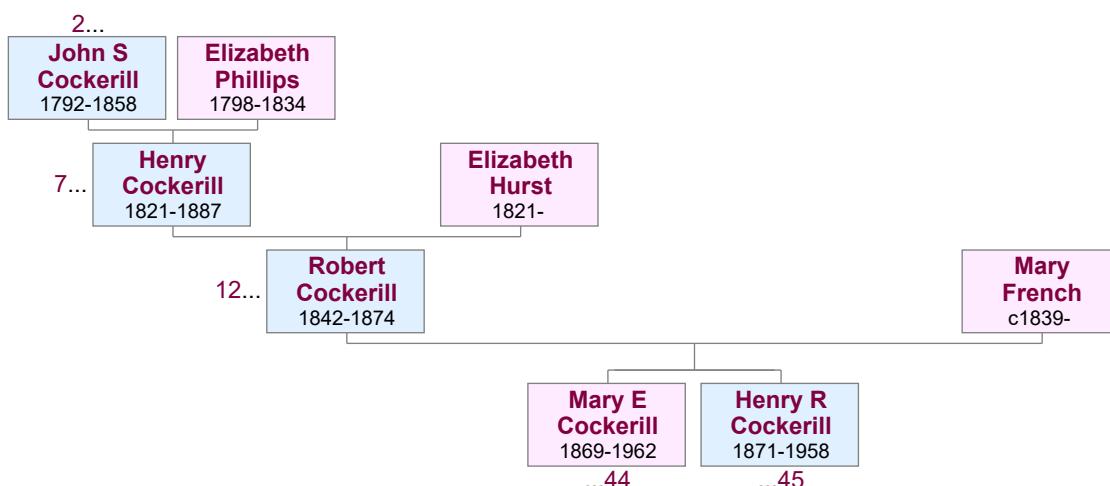 2...
John S
Cockerill
1792-1858
Elizabeth
Phillips
1798-1834
7...
Henry
Cockerill
1821-1887
Elizabeth
Hurst
1821-
12...
Robert
Cockerill
1842-1874
Mary
French
c1839-
Mary E
Cockerill
1869-1962
Henry R
Cockerill
1871-1958
...44
...45